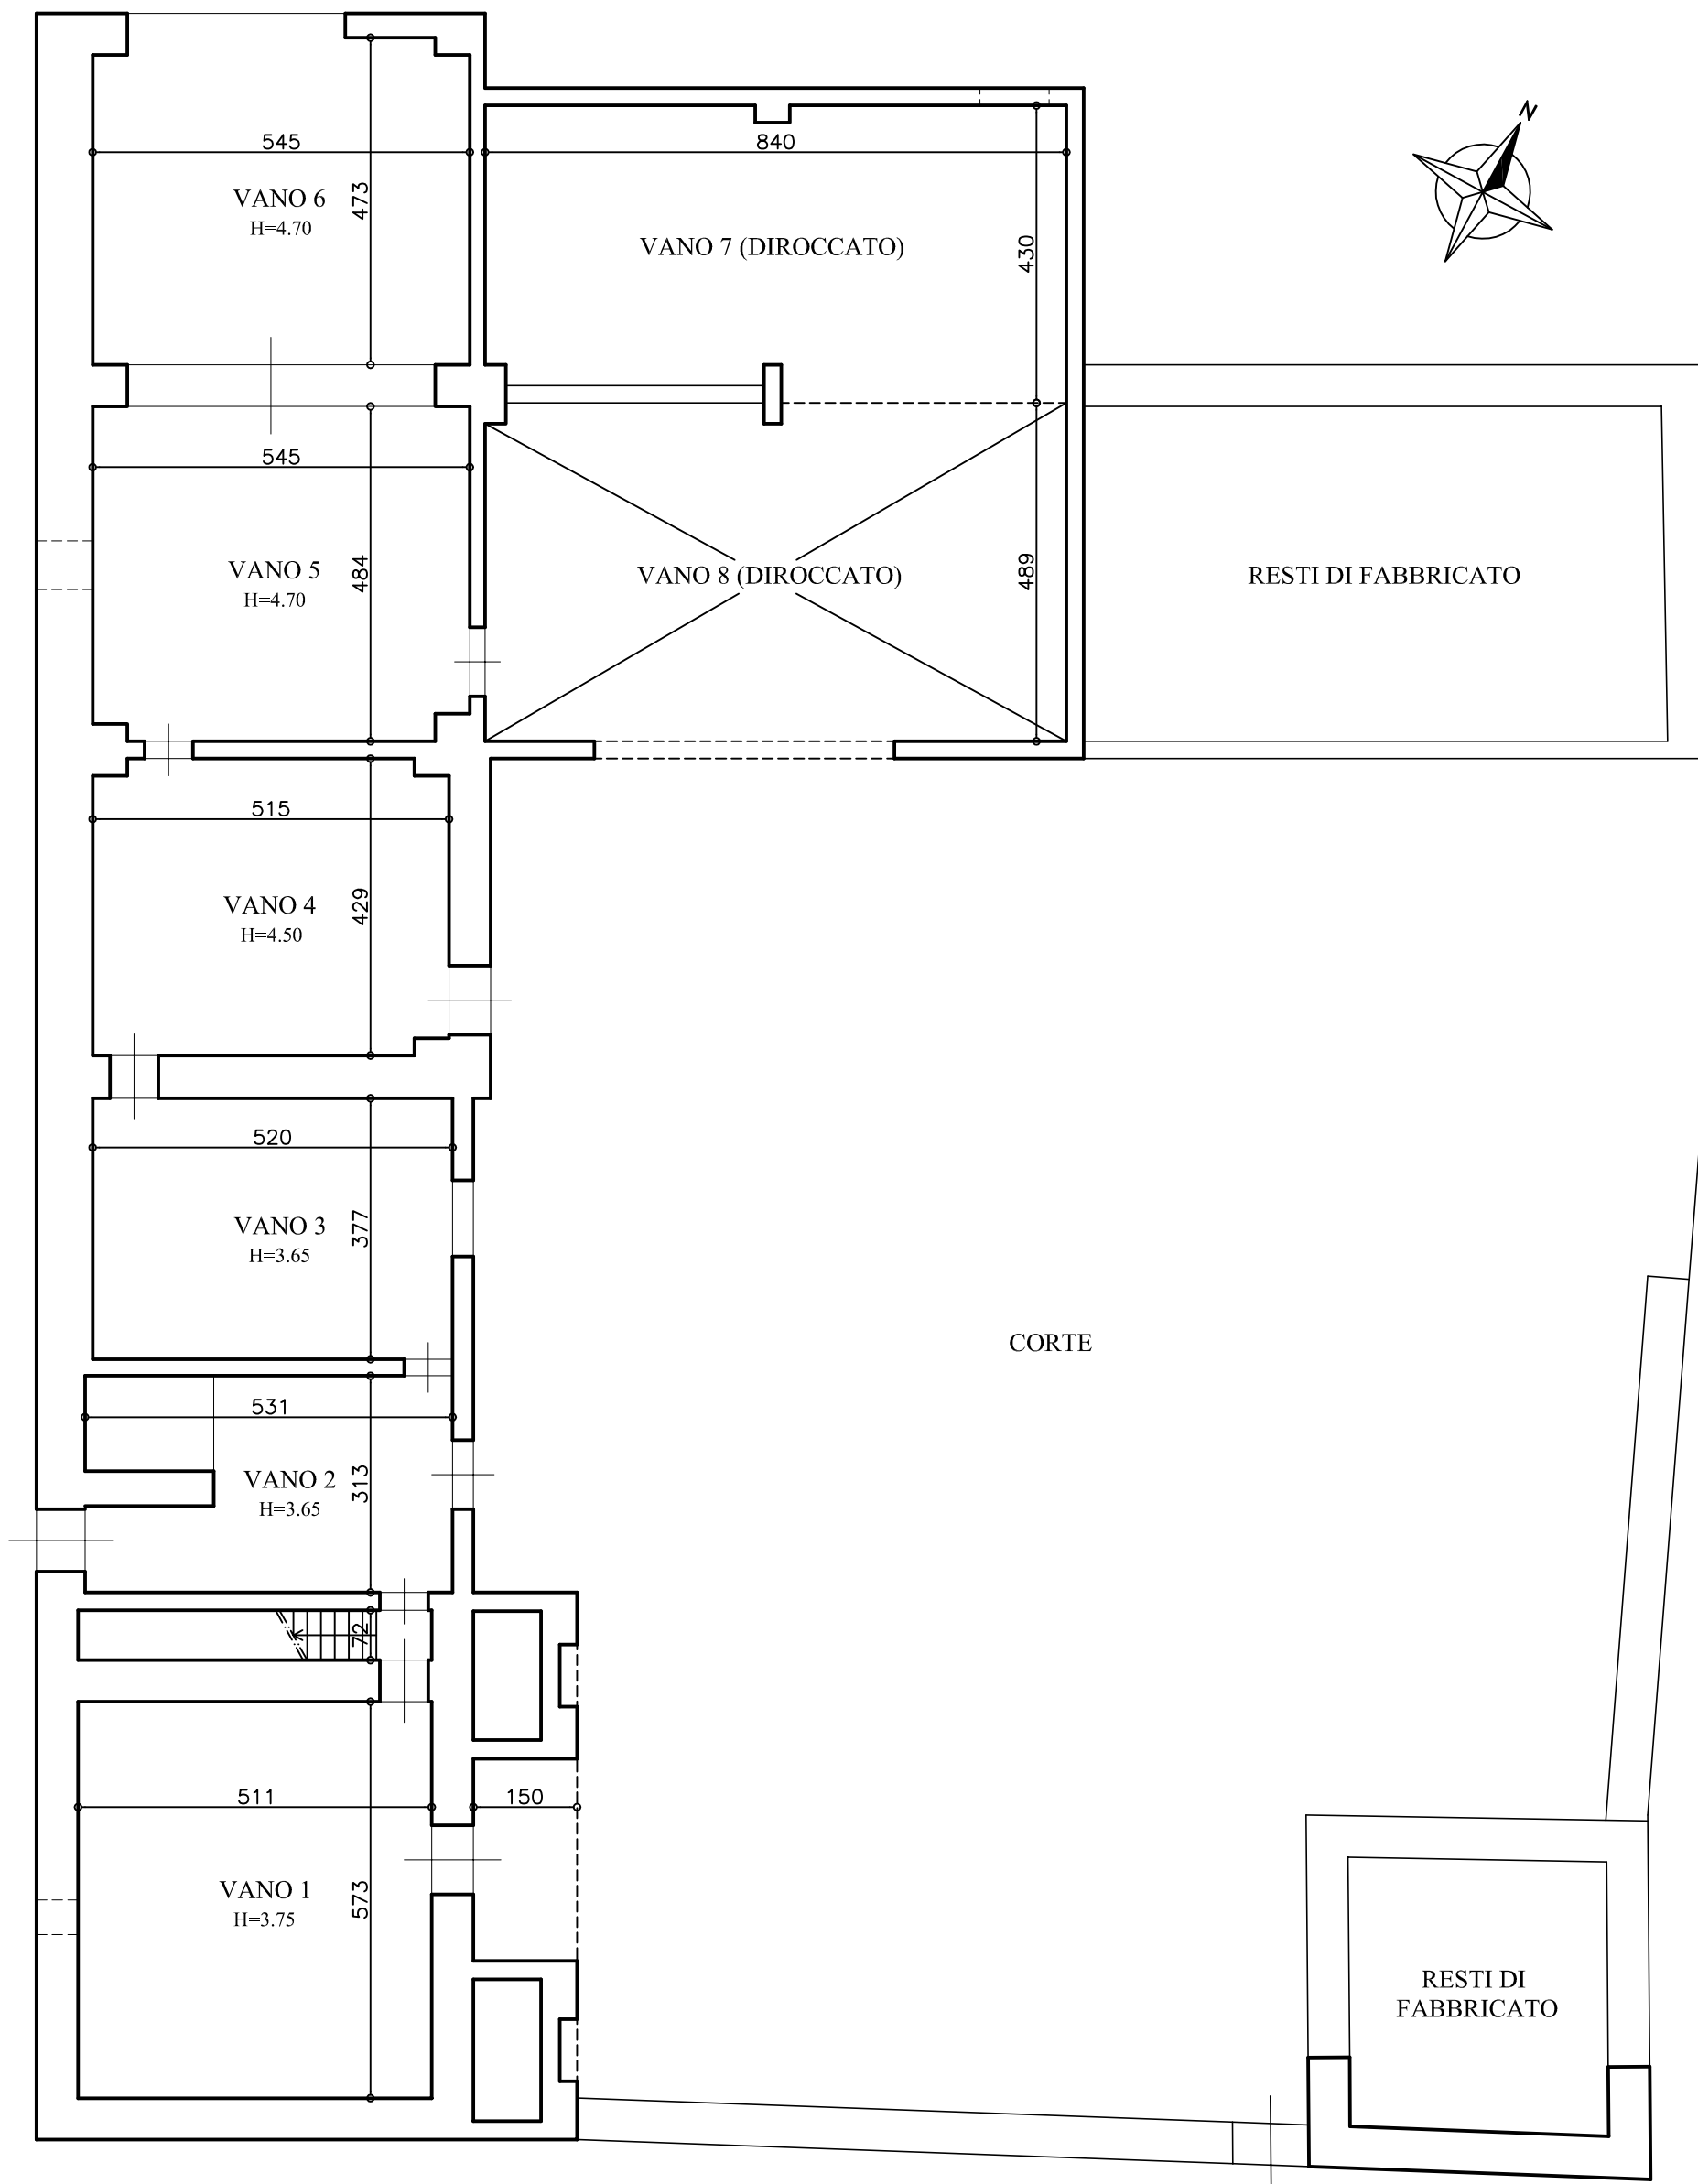 N
545
840
473
VANO 6
H=4.70
430
VANO 7 (DIROCCATO)
545
VANO 5
H=4.70
484
489
VANO 8 (DIROCCATO)
RESTI DI FABBRICATO
515
VANO 4
H=4.50
429
520
VANO 3
H=3.65
377
CORTE
531
VANO 2
H=3.65
313
72
511
150
VANO 1
H=3.75
573
RESTI DI
FABBRICATO